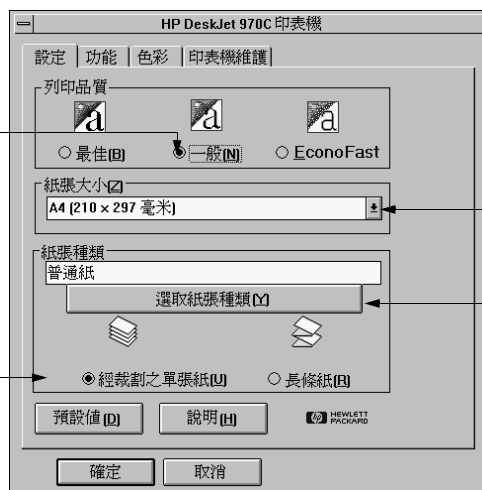 HP DeskJet 970C 印表機
設定 功能 色彩 印表機維護
列印品質
a a a
最佳(B) 一般(N) EconoFast
紙張大小(Z)
A4 (210 × 297 毫米)
紙張種類
普通紙
選取紙張種類(Y)
經裁割之單張紙(U) 長條紙(R)
預設值(D) 說明(H) hp HEWLETT
PACKARD
確定 取消